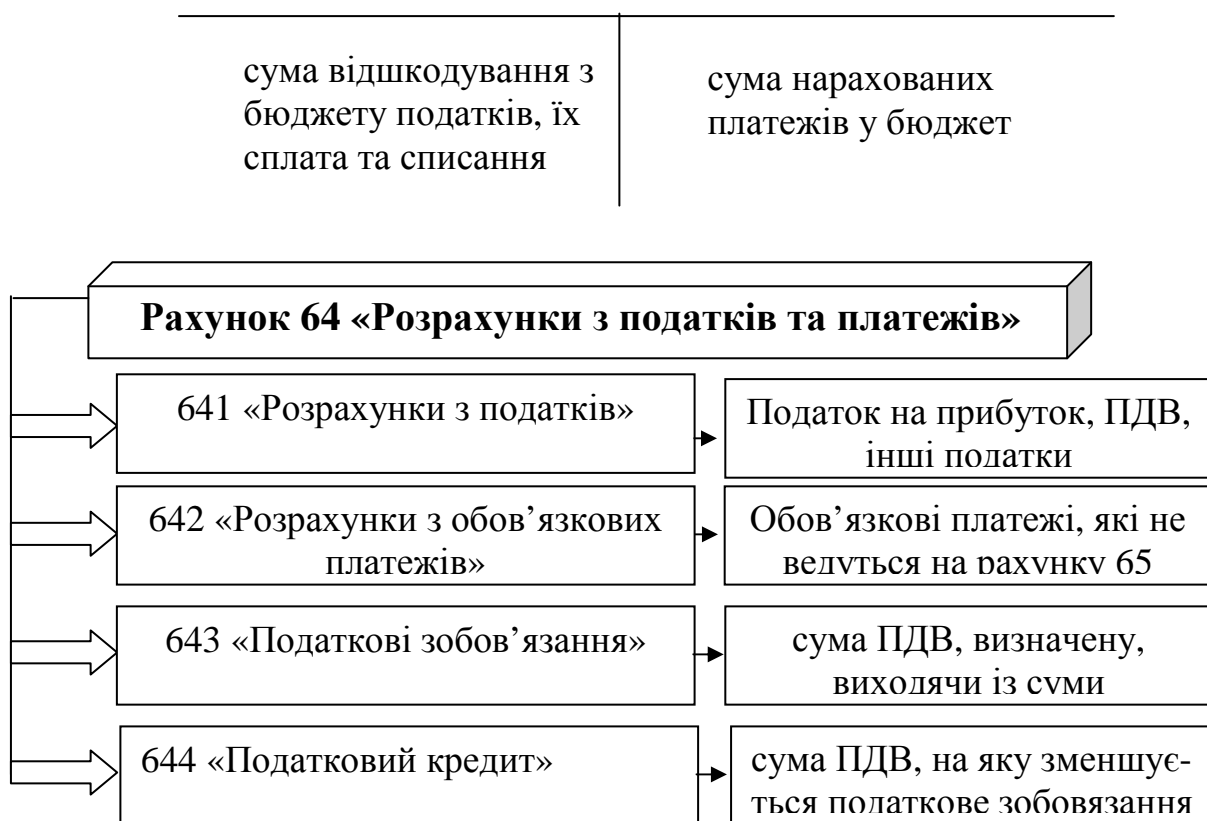 сума відшкодування з
бюджету податків, їх
сплата та списання
сума нарахованих
платежів у бюджет
Рахунок 64 «Розрахунки з податків та платежів»
641 «Розрахунки з податків»
Податок на прибуток, ПДВ,
інші податки
642 «Розрахунки з обов’язкових
платежів»
Обов’язкові платежі, які не
ведуться на рахунку 65
643 «Податкові зобов’язання»
сума ПДВ, визначену,
виходячи із суми
644 «Податковий кредит»
сума ПДВ, на яку зменшує-
ться податкове зобовязання